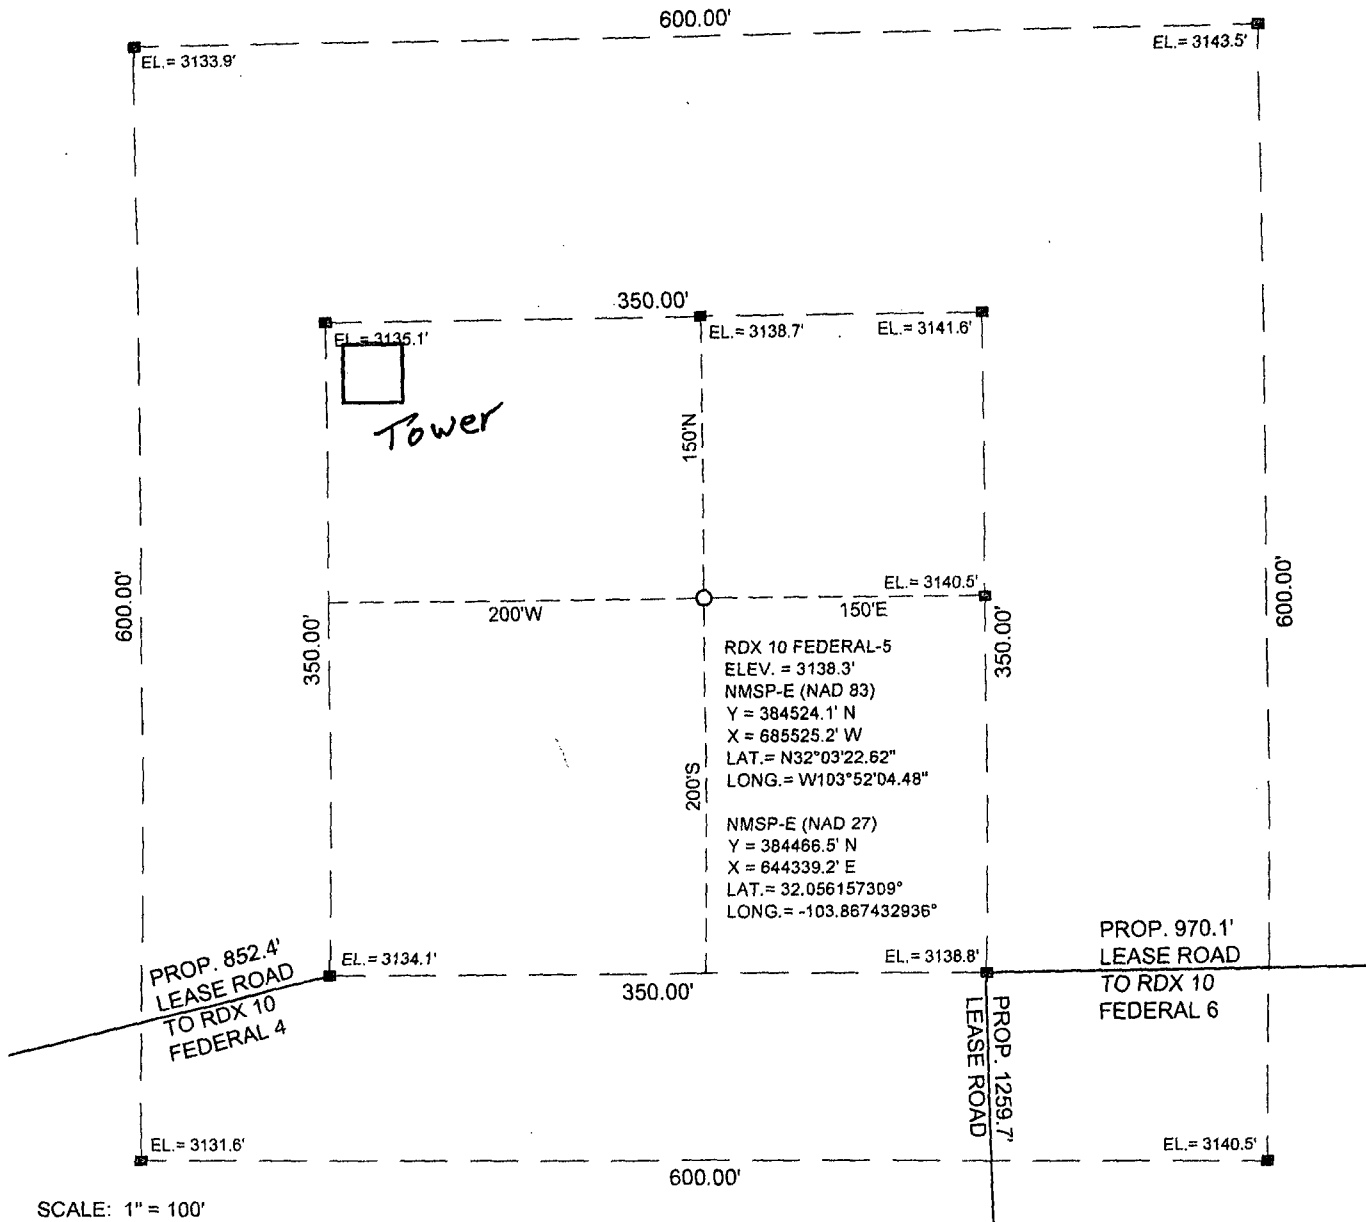 600.00'
EL.= 3133.9'
EL.= 3143.5'
350.00'
EL.= 3135.1'
EL.= 3138.7'
EL.= 3141.6'
Tower
150'N
600.00'
600.00'
EL.= 3140.5'
200'W
150'E
350.00'
350.00'
RDX 10 FEDERAL-5
ELEV. = 3138.3'
NMSP-E (NAD 83)
Y = 384524.1' N
X = 685525.2' W
LAT.= N32°03'22.62"
LONG.= W103°52'04.48"
200'S
NMSP-E (NAD 27)
Y = 384466.5' N
X = 644339.2' E
LAT.= 32.056157309°
LONG.= -103.867432936°
PROP. 852.4'
LEASE ROAD
TO RDX 10
FEDERAL 4
EL.= 3134.1'
EL.= 3138.8'
350.00'
PROP. 970.1'
LEASE ROAD
TO RDX 10
FEDERAL 6
PROP. 1259.7'
LEASE ROAD
EL.= 3131.6'
EL.= 3140.5'
600.00'
SCALE: 1" = 100'